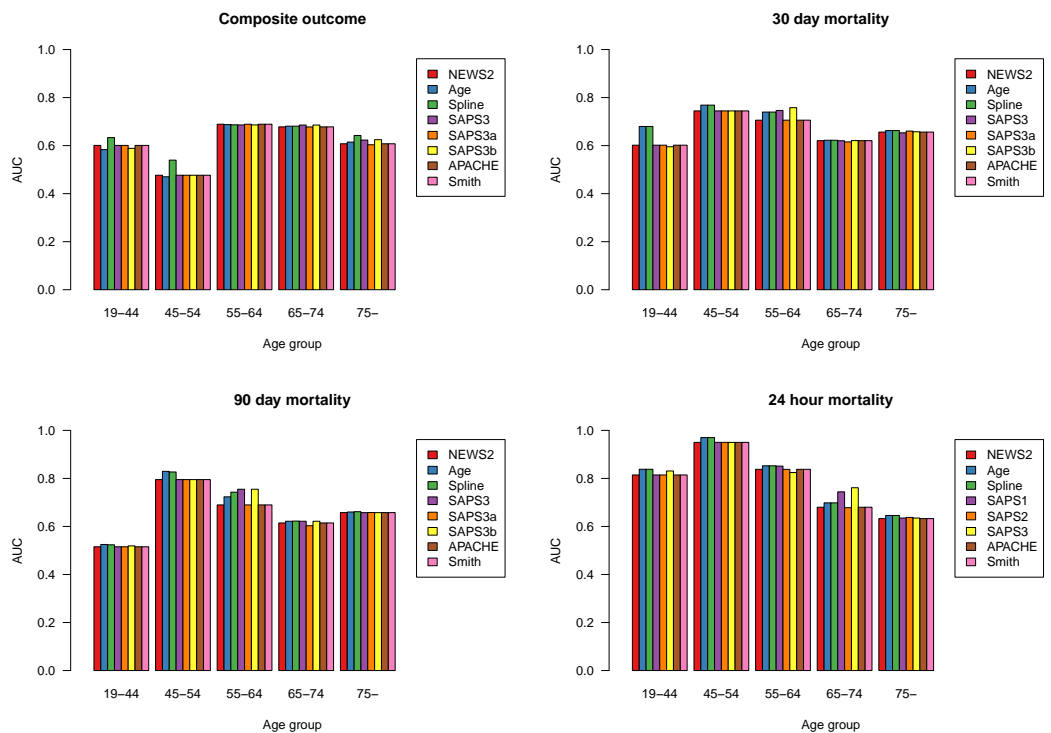 Composite outcome
1.0
0.8
0.6
0.4
0.2
0.0
AUC
19−44 45−54 55−64 65−74 75−
Age group
NEWS2
Age
Spline
SAPS3
SAPS3a
SAPS3b
APACHE
Smith
30 day mortality
1.0
0.8
0.6
0.4
0.2
0.0
AUC
19−44 45−54 55−64 65−74 75−
Age group
NEWS2
Age
Spline
SAPS3
SAPS3a
SAPS3b
APACHE
Smith
90 day mortality
1.0
0.8
0.6
0.4
0.2
0.0
AUC
19−44 45−54 55−64 65−74 75−
Age group
NEWS2
Age
Spline
SAPS3
SAPS3a
SAPS3b
APACHE
Smith
24 hour mortality
1.0
0.8
0.6
0.4
0.2
0.0
AUC
19−44 45−54 55−64 65−74 75−
Age group
NEWS2
Age
Spline
SAPS1
SAPS2
SAPS3
APACHE
Smith